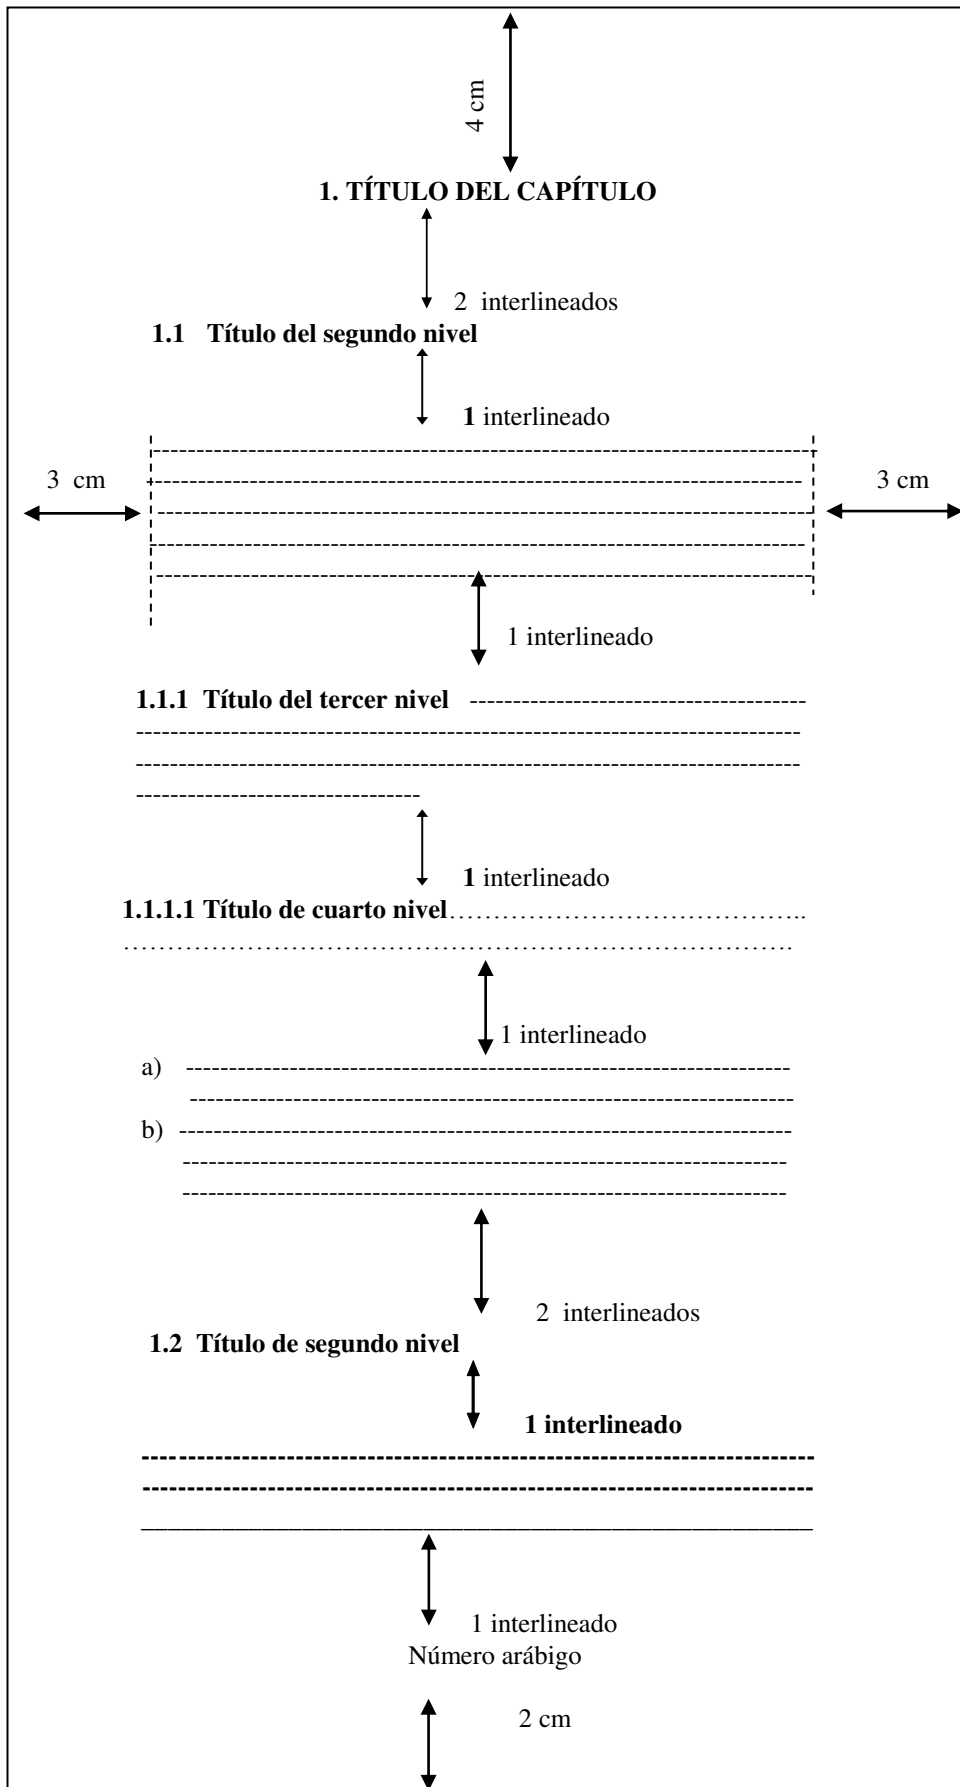 4 cm
1. TÍTULO DEL CAPÍTULO
2 interlineados
1.1 Título del segundo nivel
1 interlineado
3 cm
3 cm
1 interlineado
1.1.1 Título del tercer nivel
1 interlineado
1.1.1.1 Título de cuarto nivel
1 interlineado
a)
b)
2 interlineados
1.2 Título de segundo nivel
1 interlineado
1 interlineado
Número arábigo
2 cm